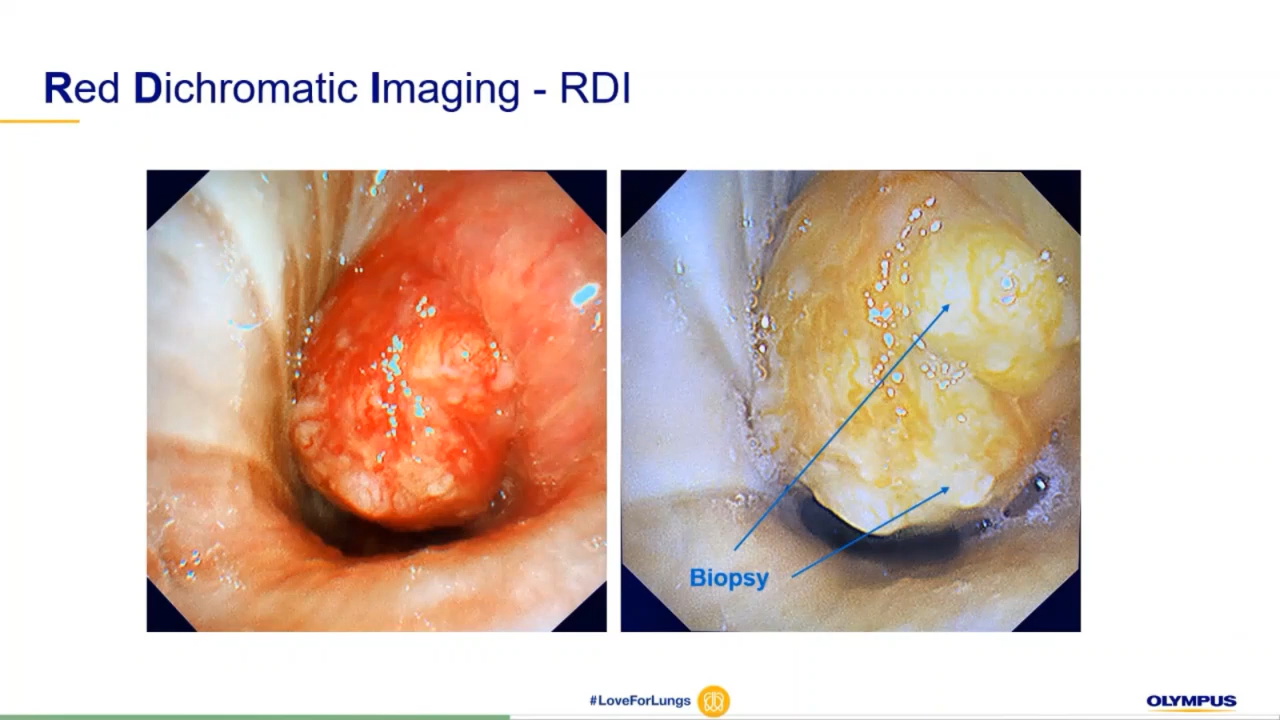 Red Dichromatic Imaging - RDI
Biopsy
#LoveForLungs
OLYMPUS